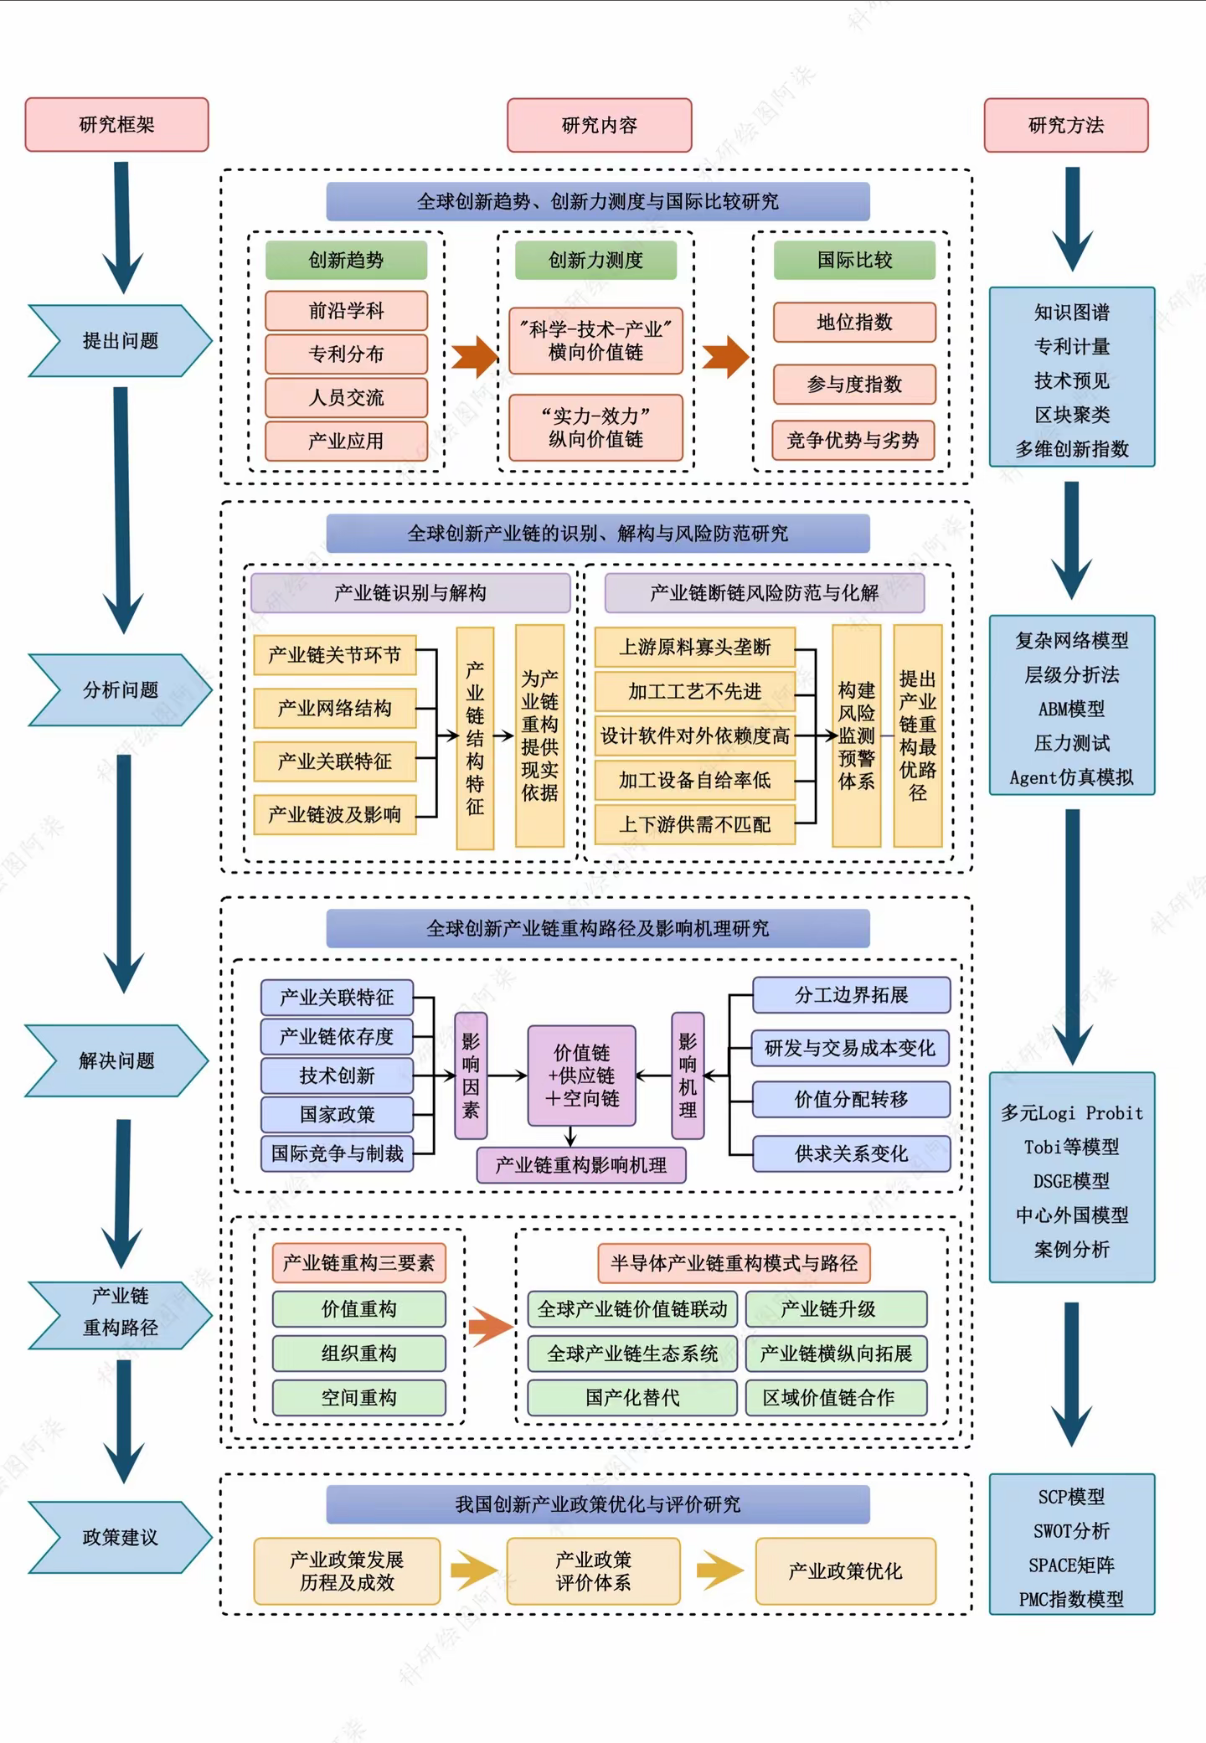 研究框架
研究内容
研究方法
全球创新趋势、创新力测度与国际比较研究
创新趋势
前沿学科
专利分布
人员交流
产业应用
创新力测度
"科学-技术-产业"
横向价值链
“实力-效力”
纵向价值链
国际比较
地位指数
参与度指数
竞争优势与劣势
提出问题
知识图谱
专利计量
技术预见
区块聚类
多维创新指数
全球创新产业链的识别、解构与风险防范研究
产业链识别与解构
产业链关节环节
产业网络结构
产业关联特征
产业链波及影响
产业链结构特征
为产
业链
重构
提供
现实
依据
产业链断链风险防范与化解
上游原料寡头垄断
加工工艺不先进
设计软件对外依赖度高
加工设备自给率低
上下游供需不匹配
构建
风险
监测
预警
体系
提出
产业
链重
构最
优路
径
分析问题
复杂网络模型
层级分析法
ABM模型
压力测试
Agent仿真模拟
全球创新产业链重构路径及影响机理研究
产业关联特征
产业链依存度
技术创新
国家政策
国际竞争与制裁
影响因素
价值链
+供应链
+空向链
影响机理
分工边界拓展
研发与交易成本变化
价值分配转移
供求关系变化
产业链重构影响机理
解决问题
多元Logi Probit
Tobi等模型
DSGE模型
中心外国模型
案例分析
产业链重构三要素
价值重构
组织重构
空间重构
半导体产业链重构模式与路径
全球产业链价值链联动
产业链升级
全球产业链生态系统
产业链横纵向拓展
国产化替代
区域价值链合作
产业链
重构路径
我国创新产业政策优化与评价研究
产业政策发展
历程及成效
产业政策
评价体系
产业政策优化
政策建议
SCP模型
SWOT分析
SPACE矩阵
PMC指数模型
科研绘图阿柒